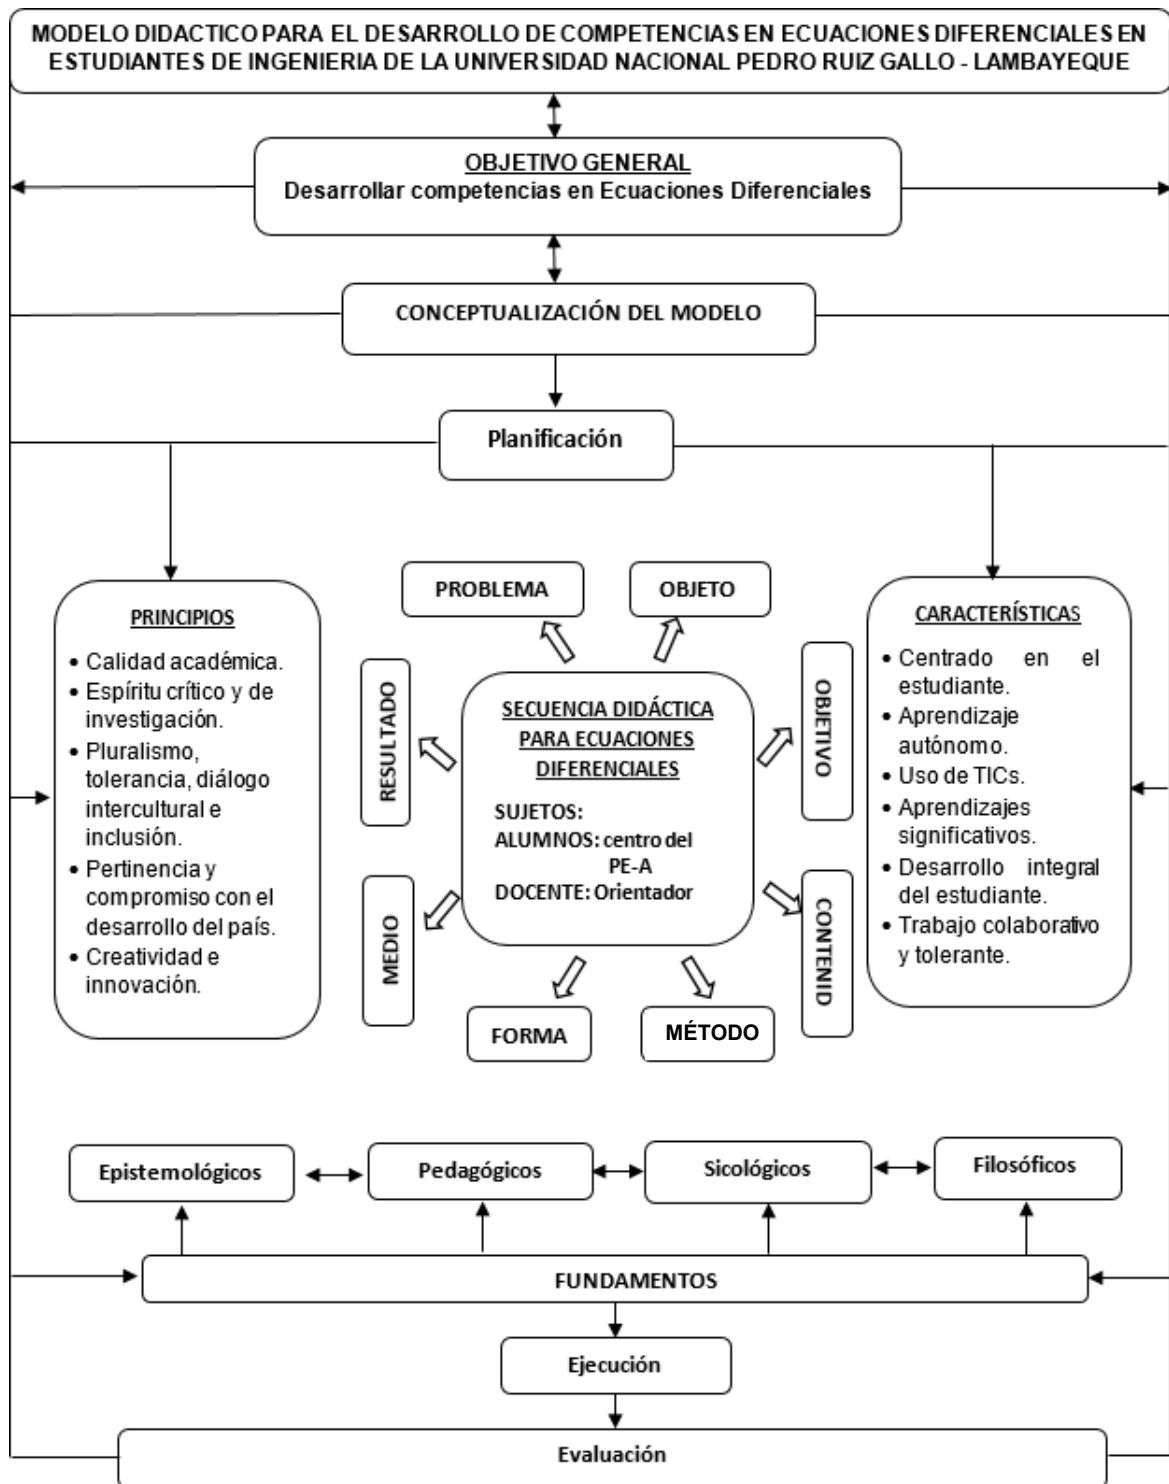 MODELO DIDACTICO PARA EL DESARROLLO DE COMPETENCIAS EN ECUACIONES DIFERENCIALES EN
ESTUDIANTES DE INGENIERIA DE LA UNIVERSIDAD NACIONAL PEDRO RUIZ GALLO - LAMBAYEQUE
OBJETIVO GENERAL
Desarrollar competencias en Ecuaciones Diferenciales
CONCEPTUALIZACIÓN DEL MODELO
Planificación
PRINCIPIOS
• Calidad académica.
• Espíritu crítico y de
investigación.
• Pluralismo,
tolerancia, diálogo
intercultural e
inclusión.
• Pertinencia y
compromiso con el
desarrollo del país.
• Creatividad e
innovación.
PROBLEMA
OBJETO
RESULTADO
OBJETIVO
SECUENCIA DIDÁCTICA
PARA ECUACIONES
DIFERENCIALES
SUJETOS:
ALUMNOS: centro del
PE-A
DOCENTE: Orientador
MEDIO
CONTENID
FORMA
MÉTODO
CARACTERÍSTICAS
• Centrado en el
estudiante.
• Aprendizaje
autónomo.
• Uso de TICs.
• Aprendizajes
significativos.
• Desarrollo integral
del estudiante.
• Trabajo colaborativo
y tolerante.
Epistemológicos
Pedagógicos
Sicológicos
Filosóficos
FUNDAMENTOS
Ejecución
Evaluación